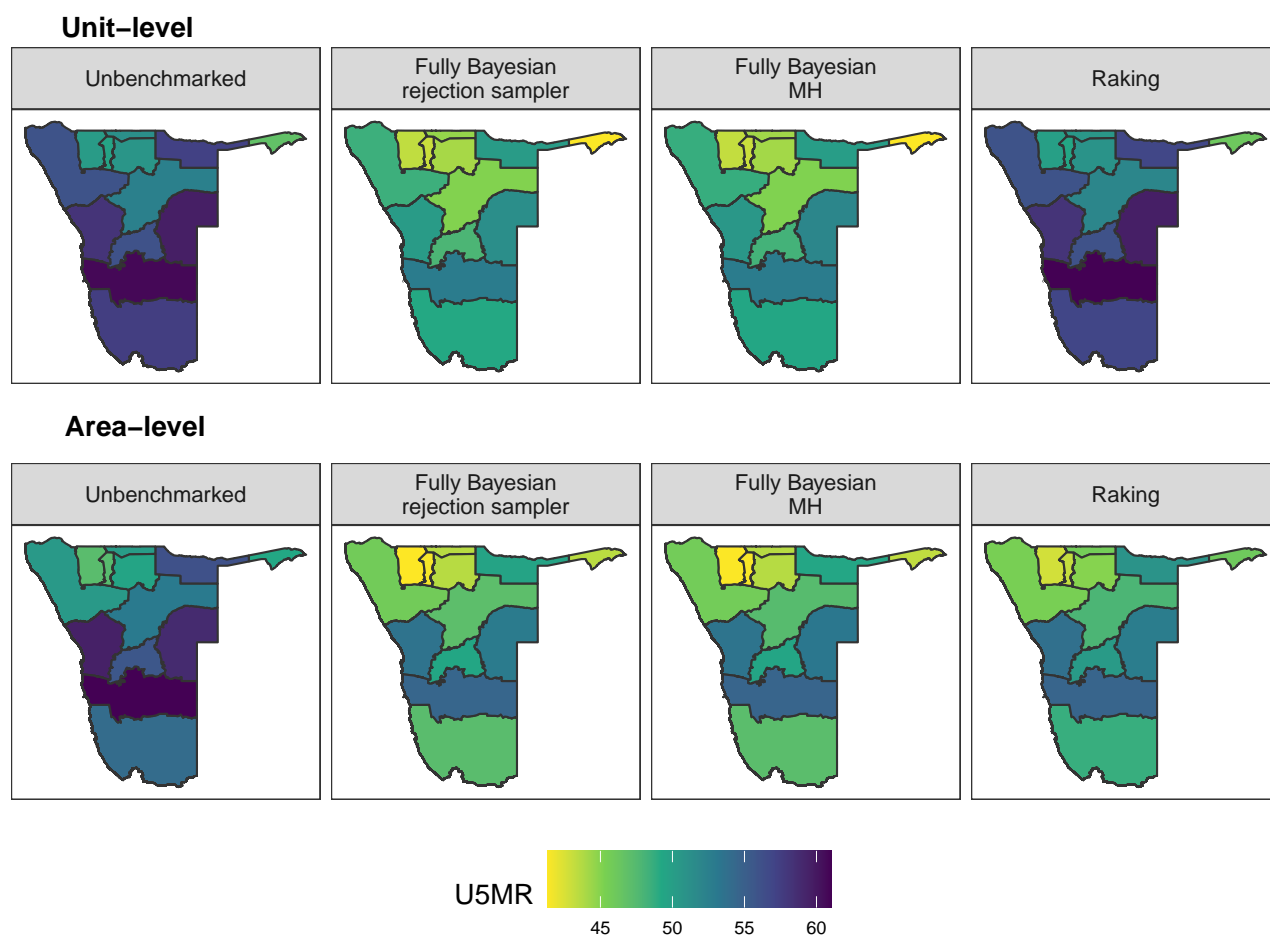 Unit−level
Unbenchmarked
Fully Bayesian
rejection sampler
Fully Bayesian
MH
Raking
Area−level
Unbenchmarked
Fully Bayesian
rejection sampler
Fully Bayesian
MH
Raking
U5MR
45 50 55 60